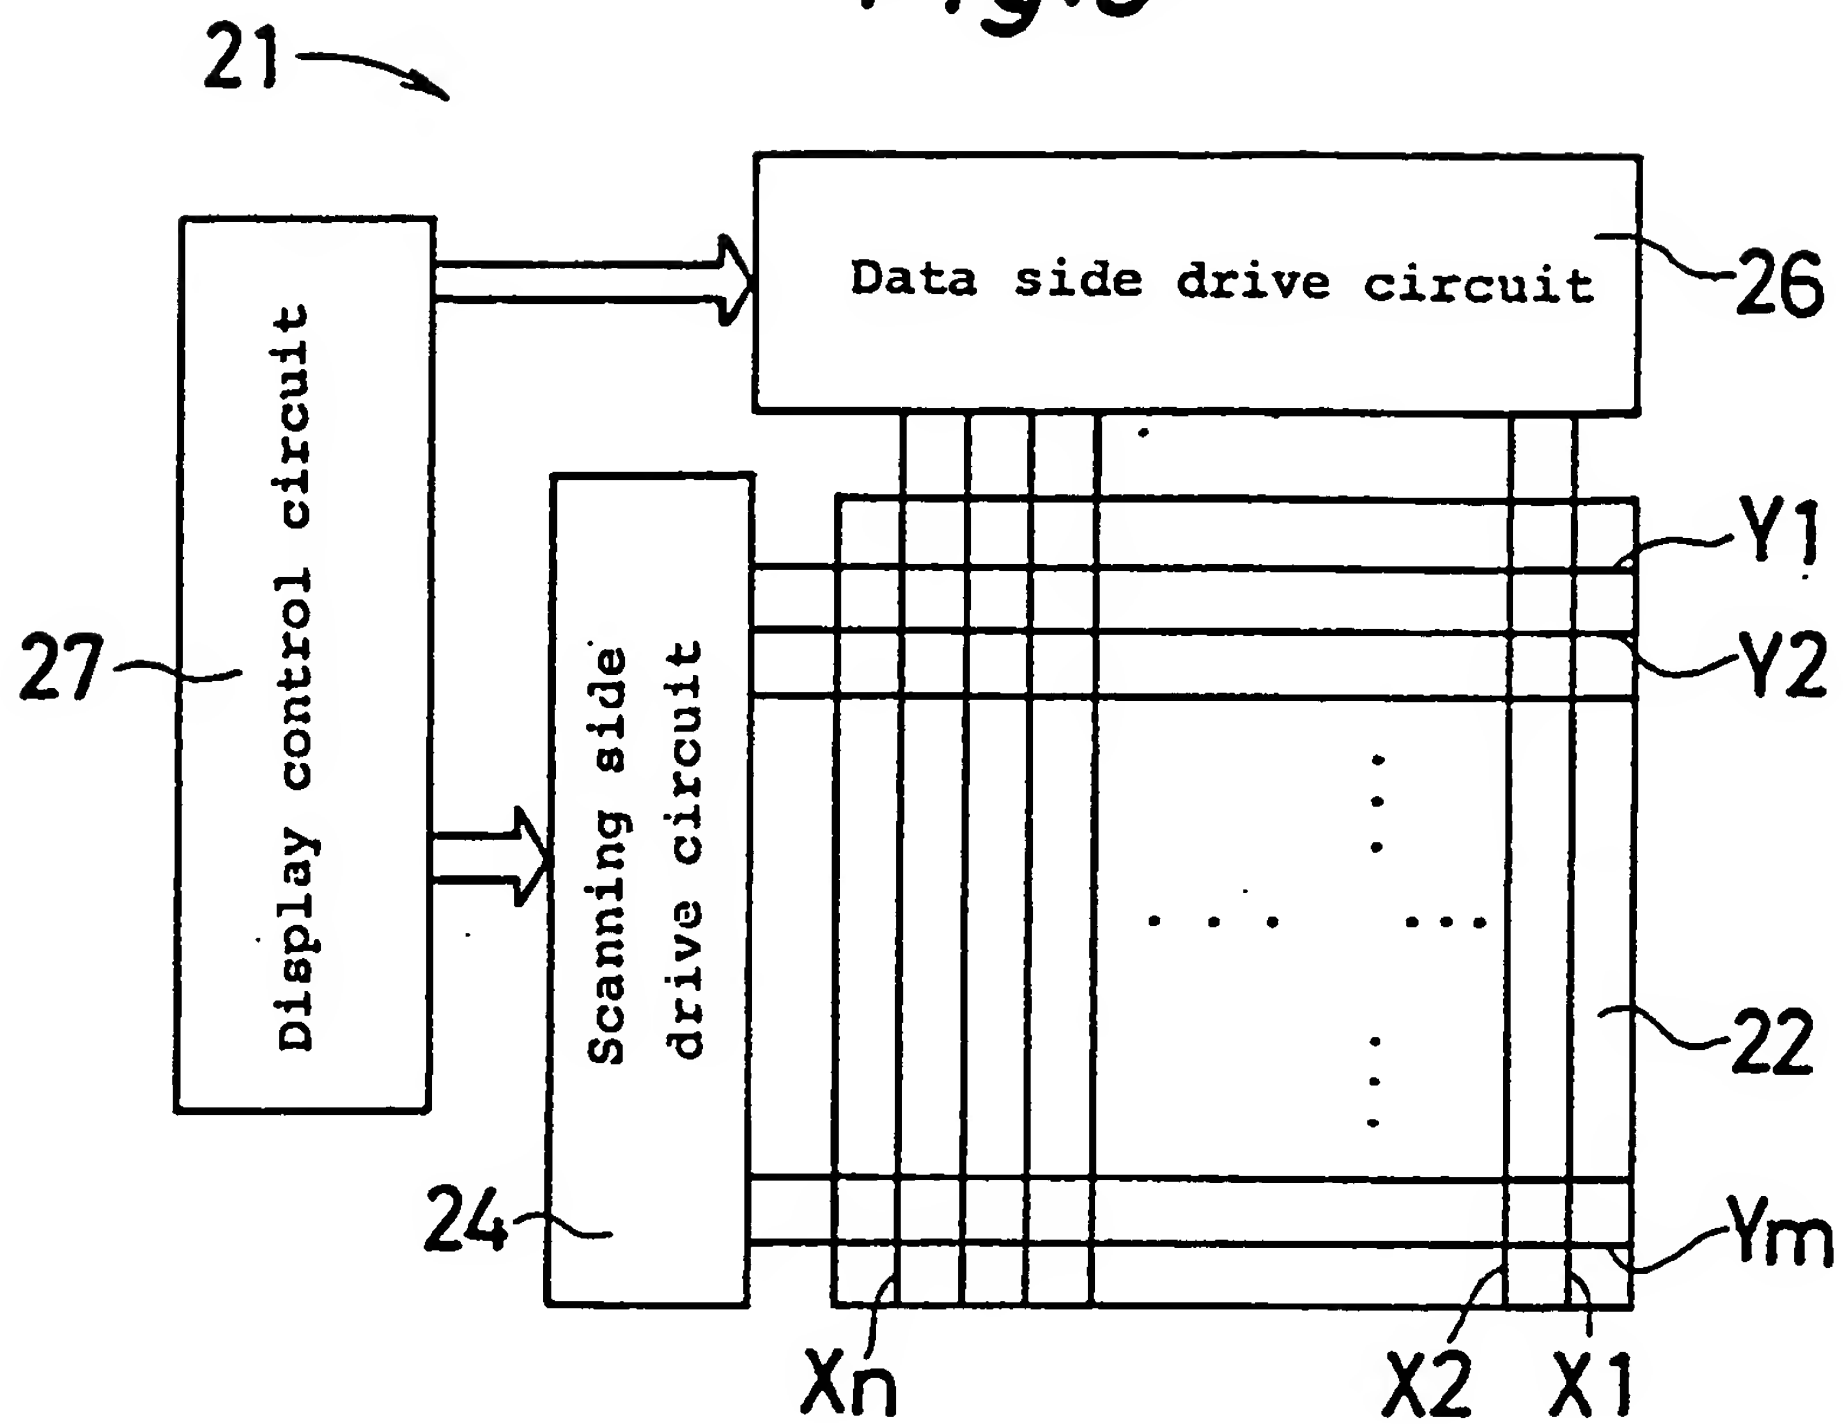 21
Data side drive circuit
26
Display control circuit
27
Scanning side
drive circuit
24
Y1
Y2
22
Ym
Xn
X2
X1